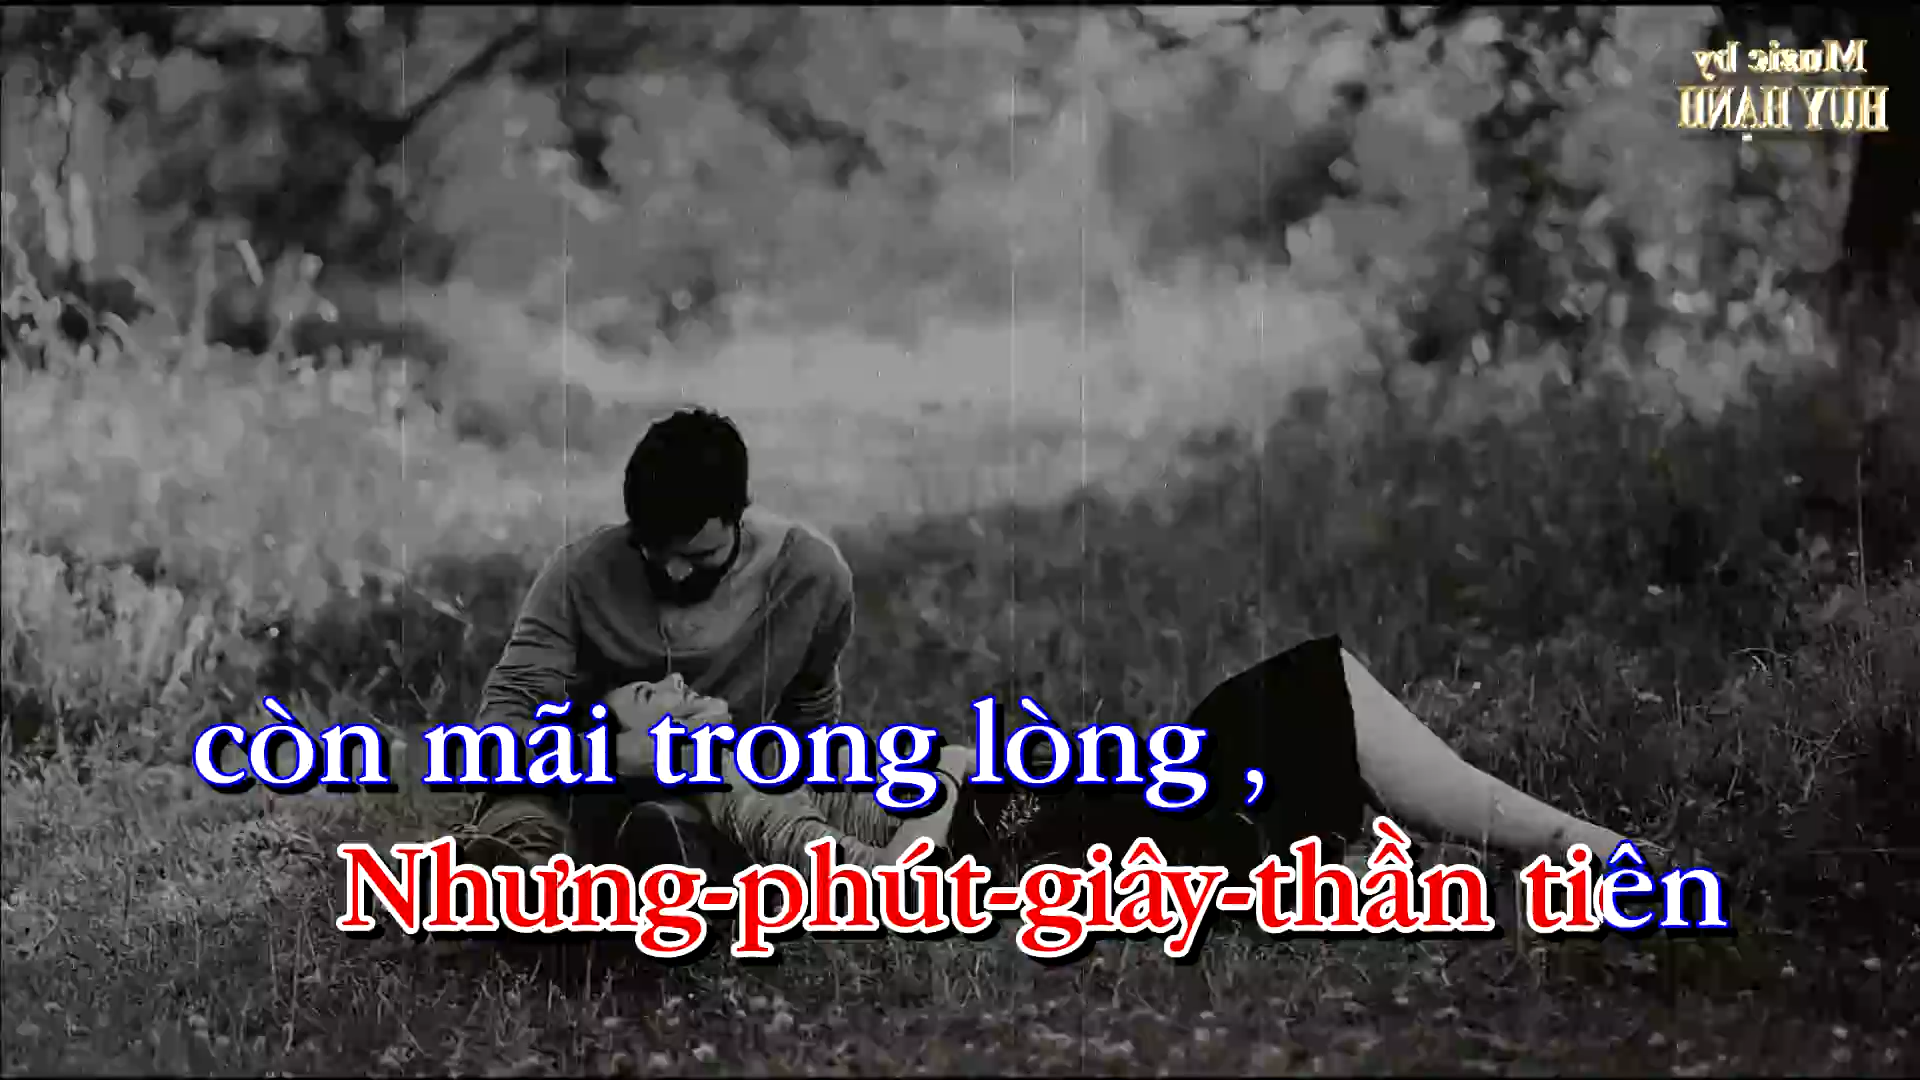 Music by
HUY HẠNH
còn mãi trong lòng ,
Nhưng-phút-giây-thần tiên